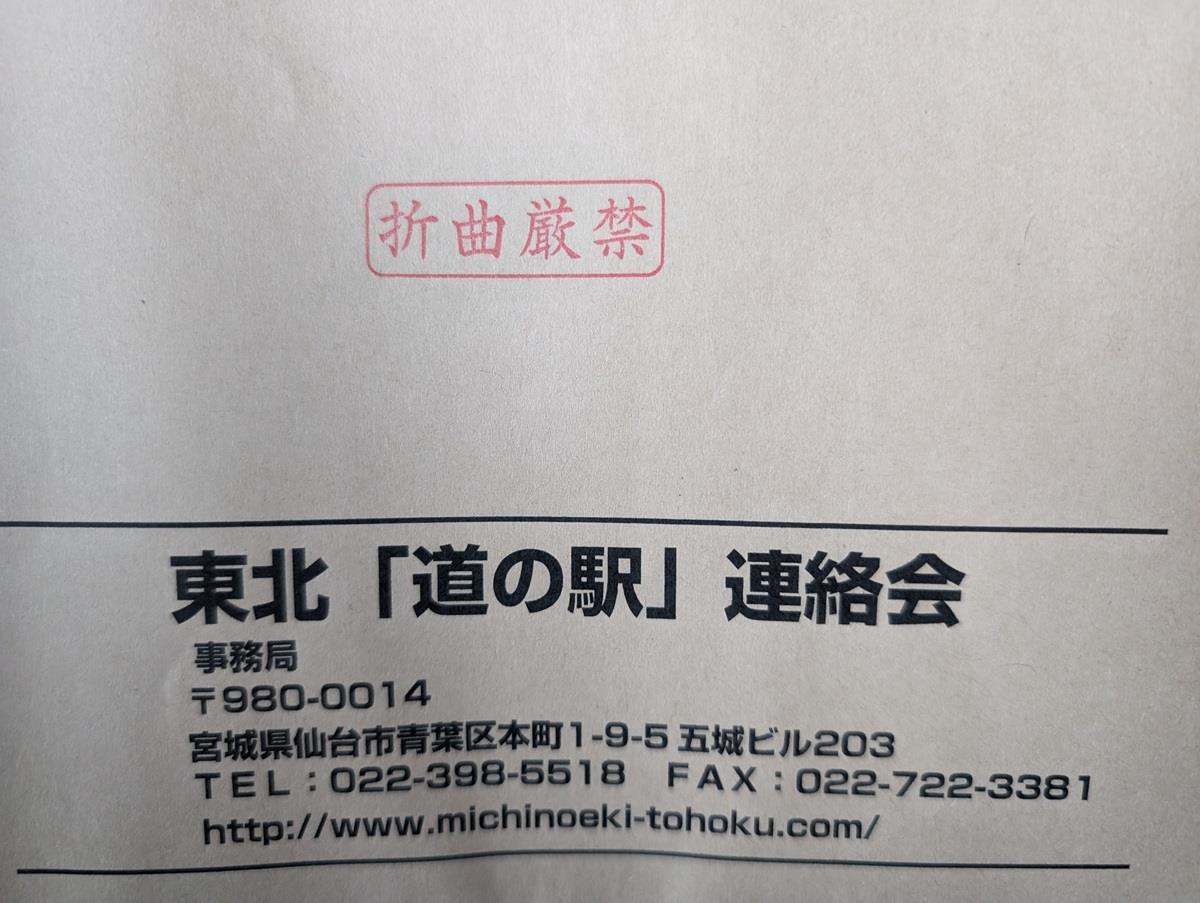 折曲厳禁
東北「道の駅」連絡会
事務局
〒980-0014
宮城県仙台市青葉区本町1-9-5 五城ビル203
TEL：022-398-5518　FAX：022-722-3381
http://www.michinoeki-tohoku.com/